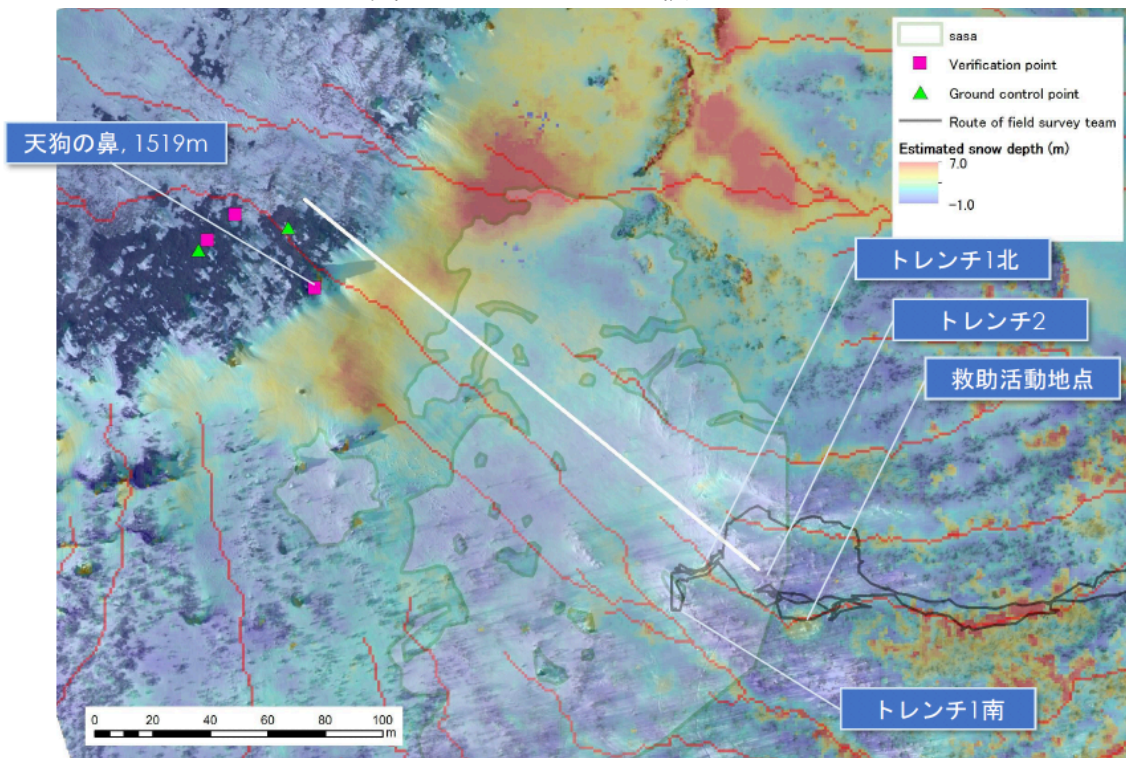 sasa
Verification point
Ground control point
Route of field survey team
Estimated snow depth (m)
7.0
-1.0
天狗の鼻, 1519m
トレンチ1北
トレンチ2
救助活動地点
トレンチ1南
0 20 40 60 80 100
m